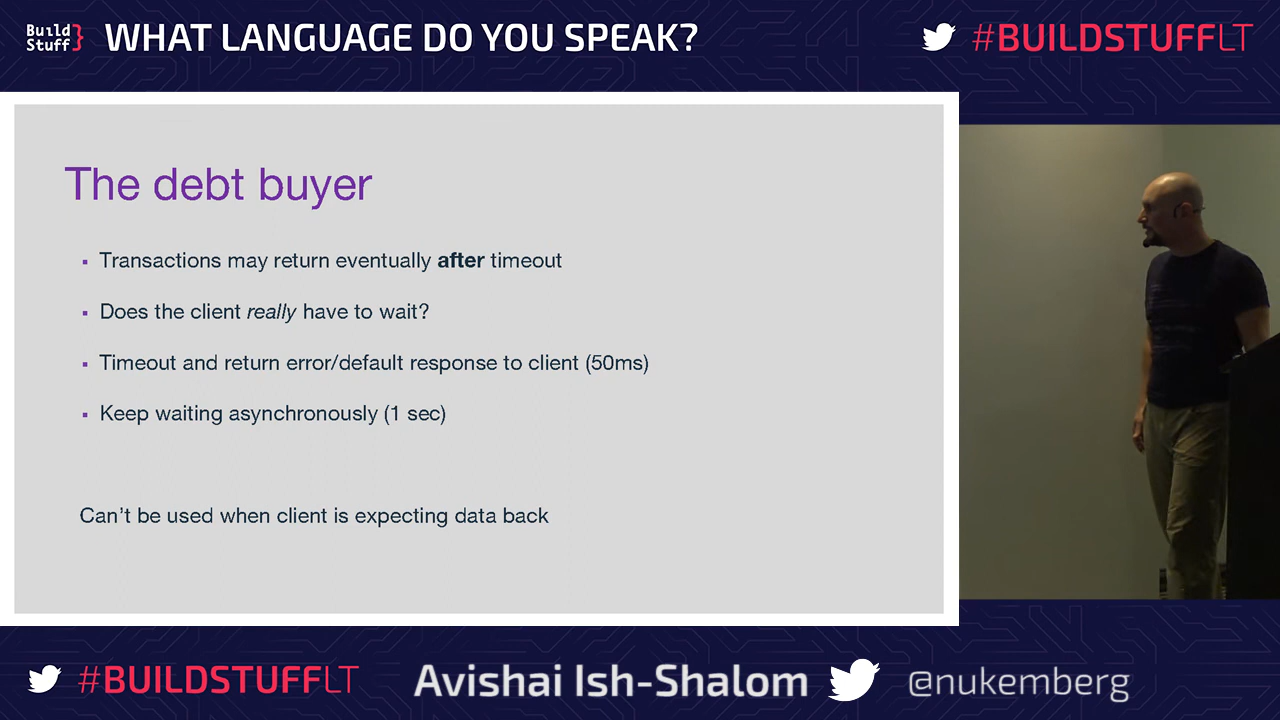 Build Stuff} WHAT LANGUAGE DO YOU SPEAK? #BUILDSTUFFLT
The debt buyer
▪ Transactions may return eventually after timeout
▪ Does the client really have to wait?
▪ Timeout and return error/default response to client (50ms)
▪ Keep waiting asynchronously (1 sec)
Can't be used when client is expecting data back
#BUILDSTUFFLT Avishai Ish-Shalom @nukemberg